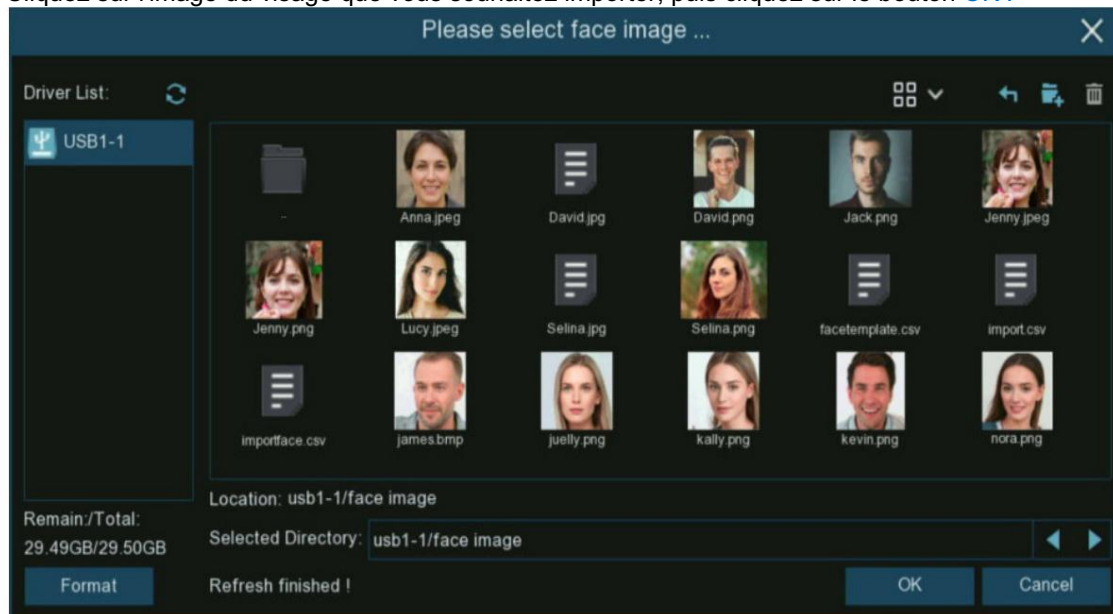 Please select face image ...
Driver List:
USB1-1
..
Anna.jpeg
David.jpg
David.png
Jack.png
Jenny.jpeg
Jenny.png
Lucy.jpeg
Selina.jpg
Selina.png
facetemplate.csv
import.csv
importface.csv
james.bmp
juelly.png
kally.png
kevin.png
nora.png
Location: usb1-1/face image
Remain:/Total:
29.49GB/29.50GB
Selected Directory: usb1-1/face image
Format
Refresh finished !
OK
Cancel